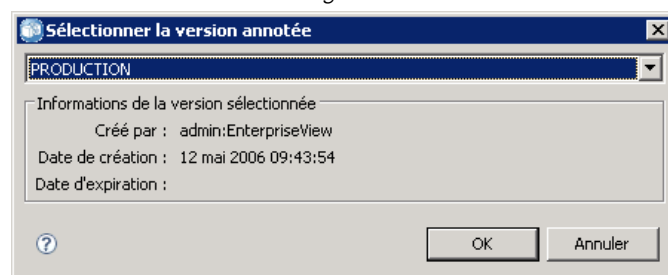 Sélectionner la version annotée
PRODUCTION
Informations de la version sélectionnée
Créé par : admin:EnterpriseView
Date de création : 12 mai 2006 09:43:54
Date d'expiration :
OK Annuler